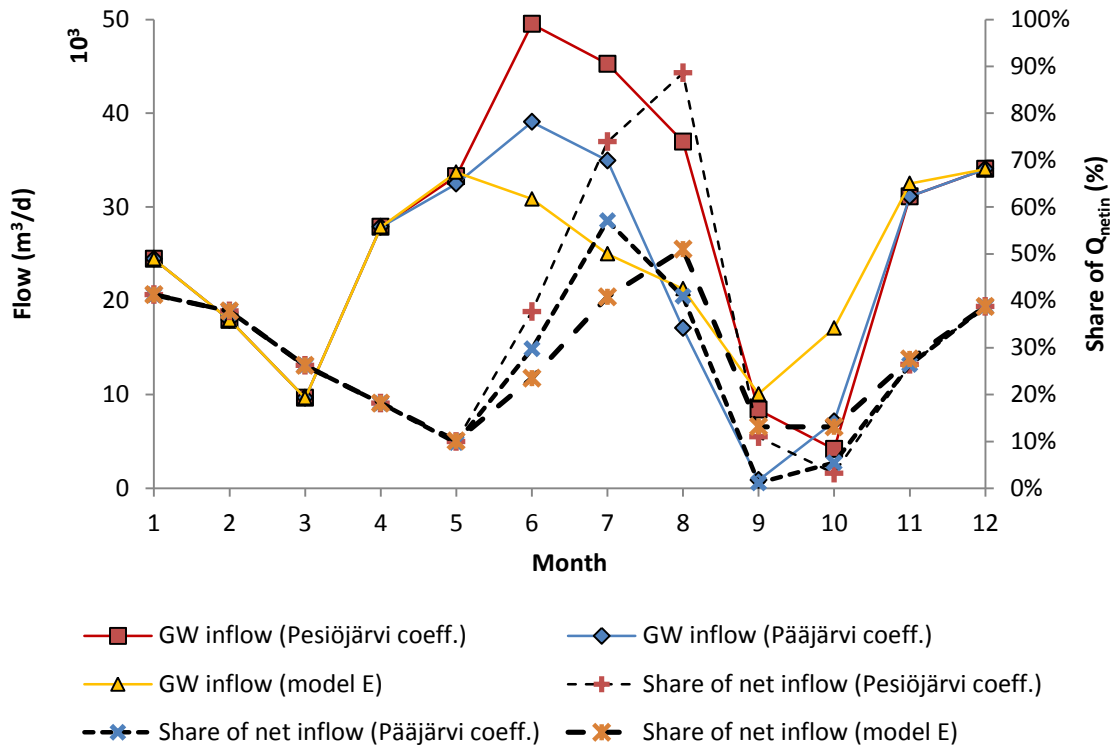 10³
Flow (m³/d)
50
40
30
20
10
0
100%
90%
80%
70%
60%
50%
40%
30%
20%
10%
0%
Share of Q_netin (%)
1 2 3 4 5 6 7 8 9 10 11 12
Month
GW inflow (Pesiöjärvi coeff.)
GW inflow (Pääjärvi coeff.)
GW inflow (model E)
Share of net inflow (Pesiöjärvi coeff.)
Share of net inflow (Pääjärvi coeff.)
Share of net inflow (model E)